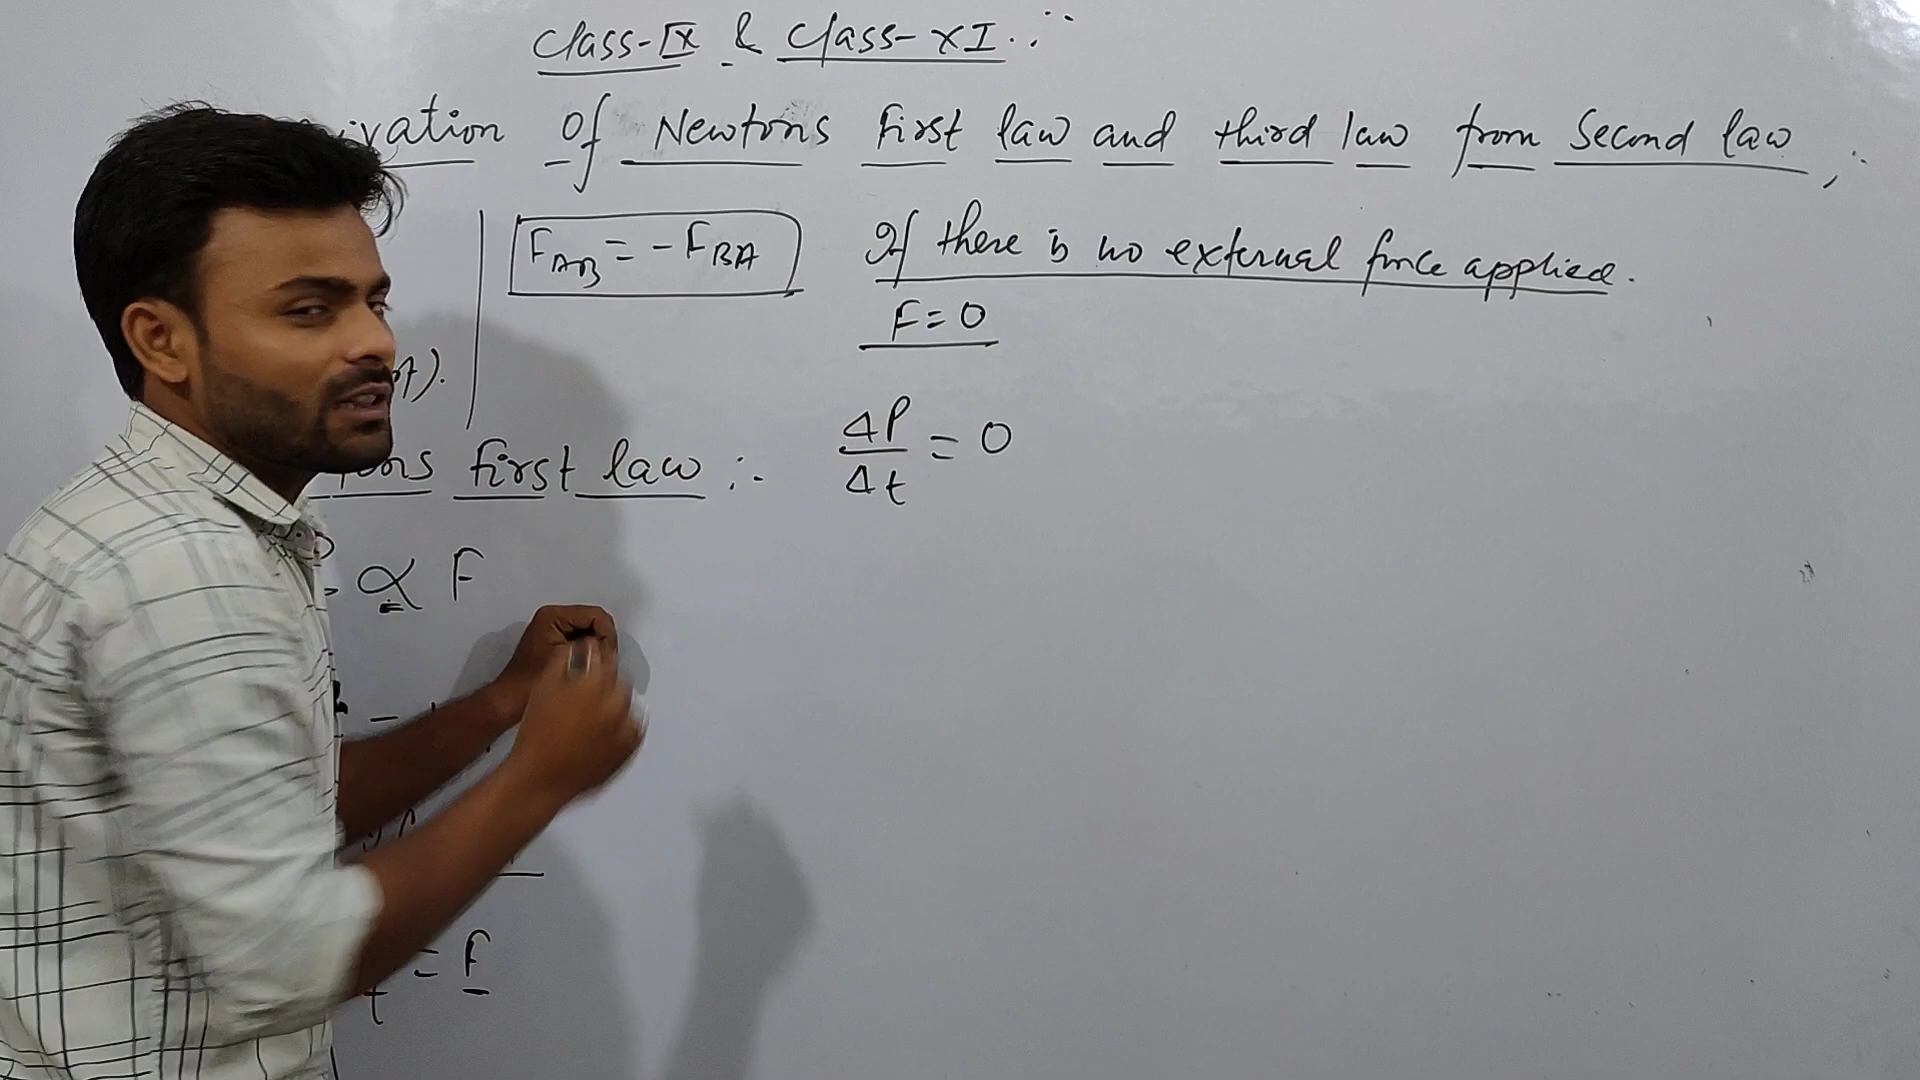 Class-IX & Class-XI :-
ivation Of Newtons first law and third law from Second law :-
F_AB = -F_BA
If there is no external force applied.
F=0
ΔP/Δt = 0
first law :-
∝ F
= F
t